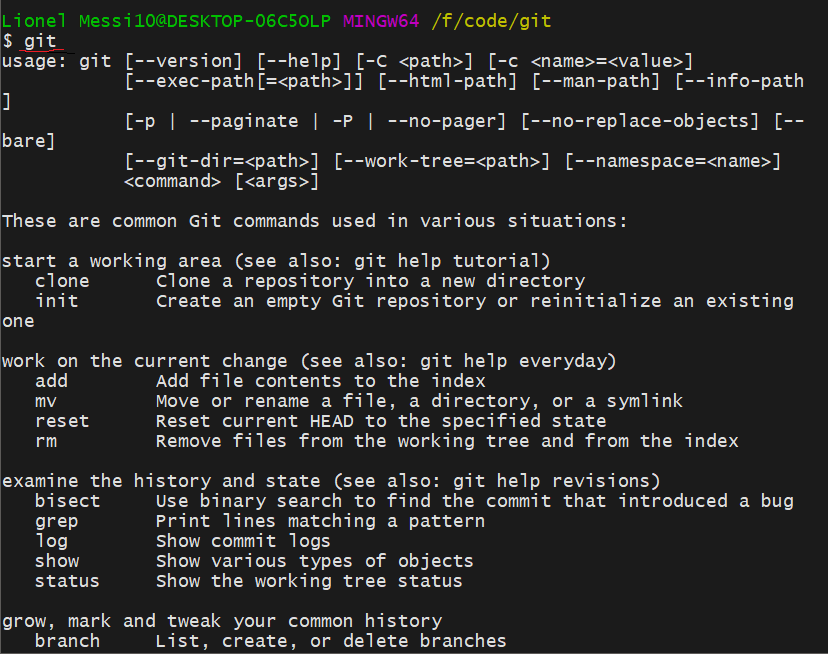 Lionel Messi10@DESKTOP-O6C5OLP MINGW64 /f/code/git
$ git
usage: git [--version] [--help] [-C <path>] [-c <name>=<value>]
           [--exec-path[=<path>]] [--html-path] [--man-path] [--info-path
]
           [-p | --paginate | -P | --no-pager] [--no-replace-objects] [--
bare]
           [--git-dir=<path>] [--work-tree=<path>] [--namespace=<name>]
           <command> [<args>]

These are common Git commands used in various situations:

start a working area (see also: git help tutorial)
   clone      Clone a repository into a new directory
   init       Create an empty Git repository or reinitialize an existing
one

work on the current change (see also: git help everyday)
   add        Add file contents to the index
   mv         Move or rename a file, a directory, or a symlink
   reset      Reset current HEAD to the specified state
   rm         Remove files from the working tree and from the index

examine the history and state (see also: git help revisions)
   bisect     Use binary search to find the commit that introduced a bug
   grep       Print lines matching a pattern
   log        Show commit logs
   show       Show various types of objects
   status     Show the working tree status

grow, mark and tweak your common history
   branch     List, create, or delete branches